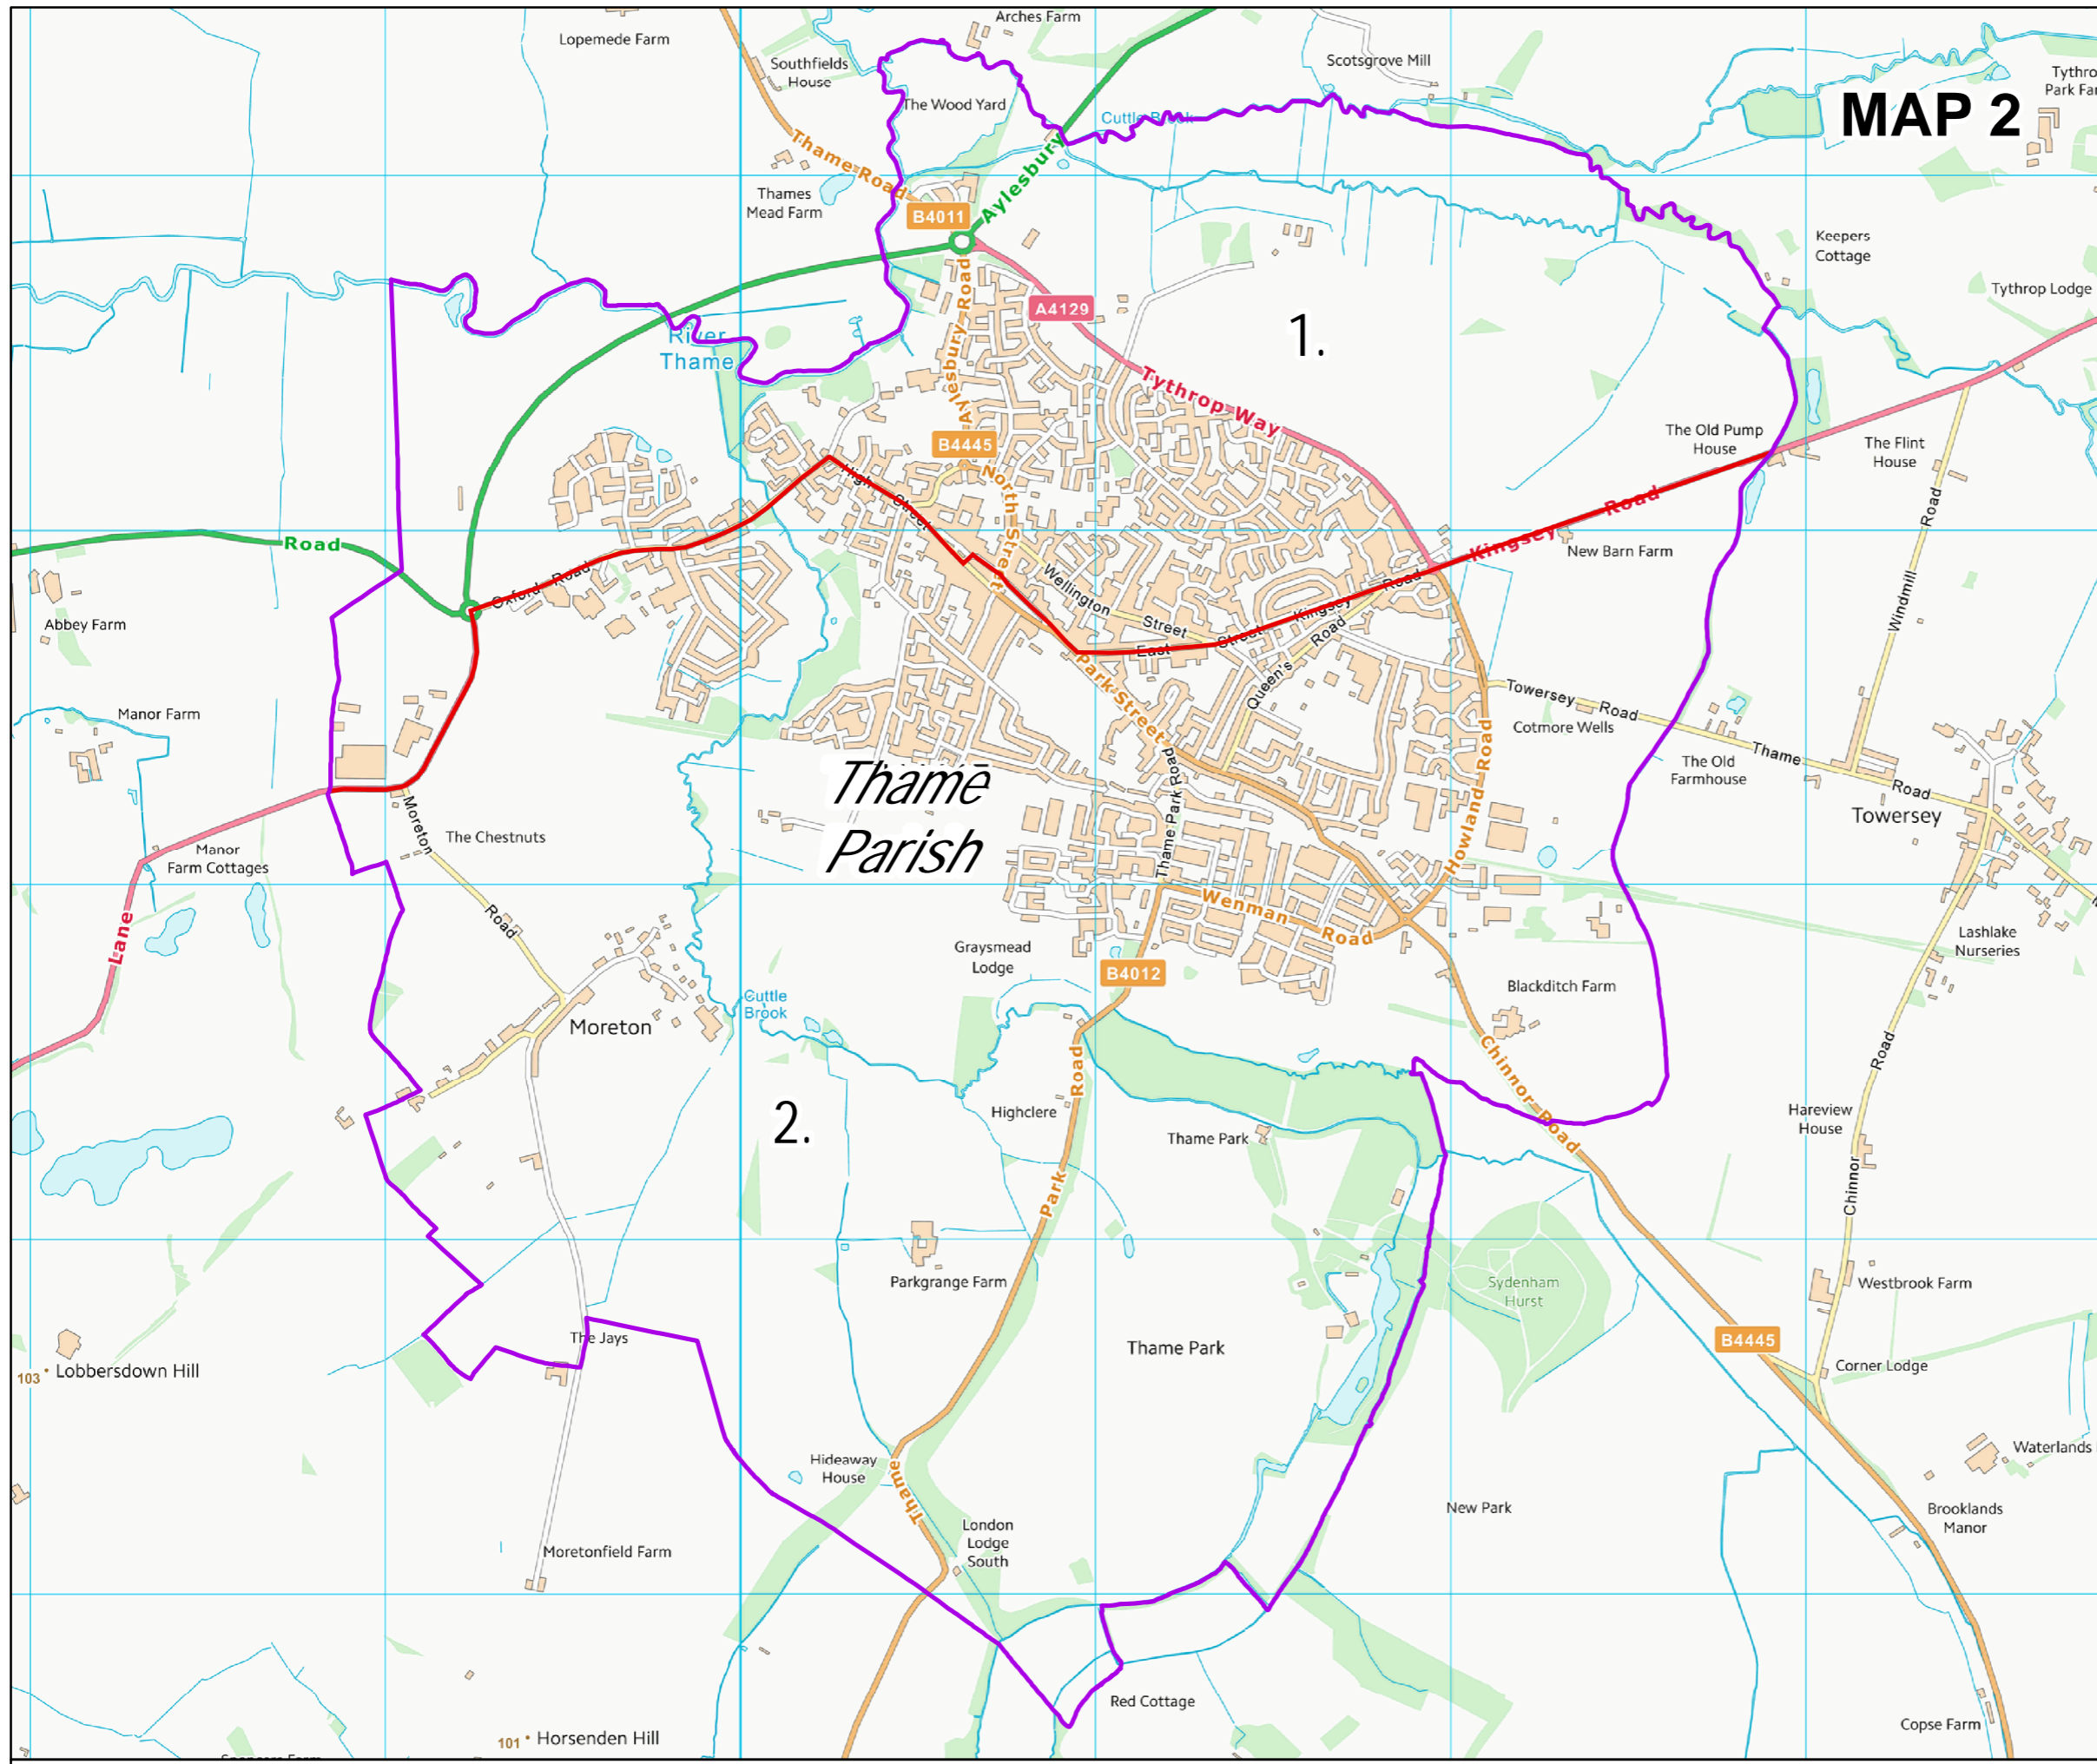 Arches Farm
Lopemede Farm
Southfields
House
Scotsgrove Mill
Tythro
Park Far
The Wood Yard
Cuttle Brook
MAP 2
Thame Road
Aylesbury
Thames
Mead Farm
B4011
Keepers
Cottage
Tythrop Lodge
A4129
1.
River
Thame
Aylesbury Road
Tythrop Way
B4445
The Old Pump
House
The Flint
House
High Street
North Street
Kingsey Road
New Barn Farm
Road
Road
Oxford Road
Wellington
Street
Kingsey Road
Windmill
Abbey Farm
East Street
Queen's Road
Park Street
Towersey Road
Cotmore Wells
Manor Farm
Thame
Road
The Old
Farmhouse
Towersey
Thame Park Road
Howland Road
Thame
Parish
Moreton
Road
The Chestnuts
Manor
Farm Cottages
Lane
Wenman
Road
Graysmead
Lodge
Lashlake
Nurseries
B4012
Blackditch Farm
Cuttle
Brook
Moreton
Road
Chinnor Road
Road
Chinnor
2.
Highclere
Thame Park
Hareview
House
Park
Parkgrange Farm
Sydenham
Hurst
Westbrook Farm
The Jays
Thame Park
B4445
Corner Lodge
103
Lobbersdown Hill
Hideaway
House
Thame
Waterlands
New Park
Brooklands
Manor
London
Lodge
South
Moretonfield Farm
Red Cottage
101
Horsenden Hill
Copse Farm